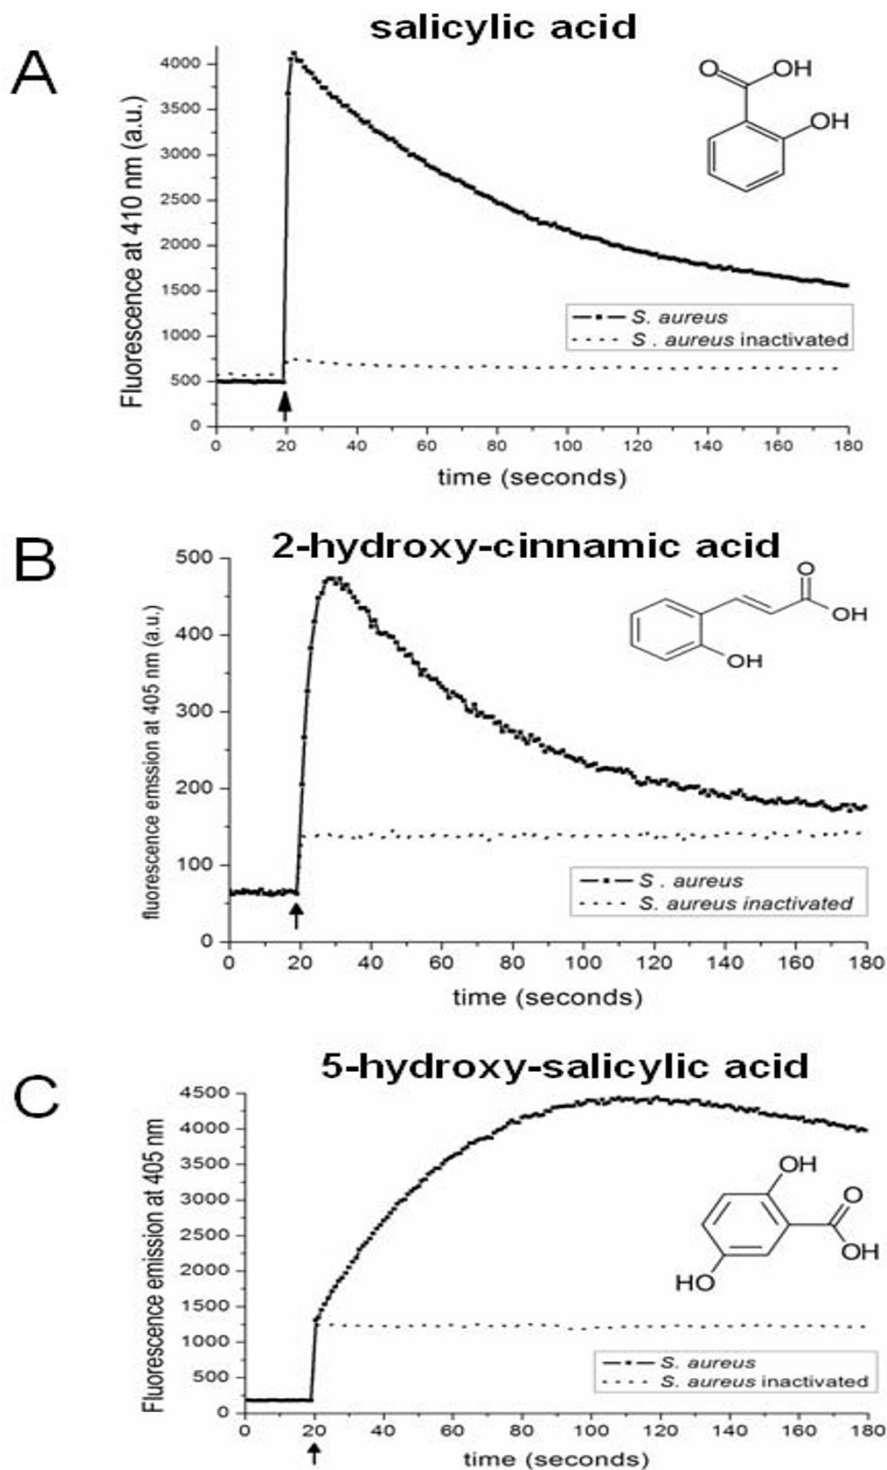 salicylic acid
A
Fluorescence at 410 nm (a.u.)
4000
3500
3000
2500
2000
1500
1000
500
0
O
OH
OH
S. aureus
S . aureus inactivated
0 20 40 60 80 100 120 140 160 180
time (seconds)
B
2-hydroxy-cinnamic acid
fluorescence emssion at 405 nm (a.u.)
500
400
300
200
100
0
O
OH
OH
S . aureus
S. aureus inactivated
0 20 40 60 80 100 120 140 160 180
time (seconds)
C
5-hydroxy-salicylic acid
Fluorescence emission at 405 nm
4500
4000
3500
3000
2500
2000
1500
1000
500
0
OH
O
OH
HO
S. aureus
S. aureus inactivated
0 20 40 60 80 100 120 140 160 180
time (seconds)